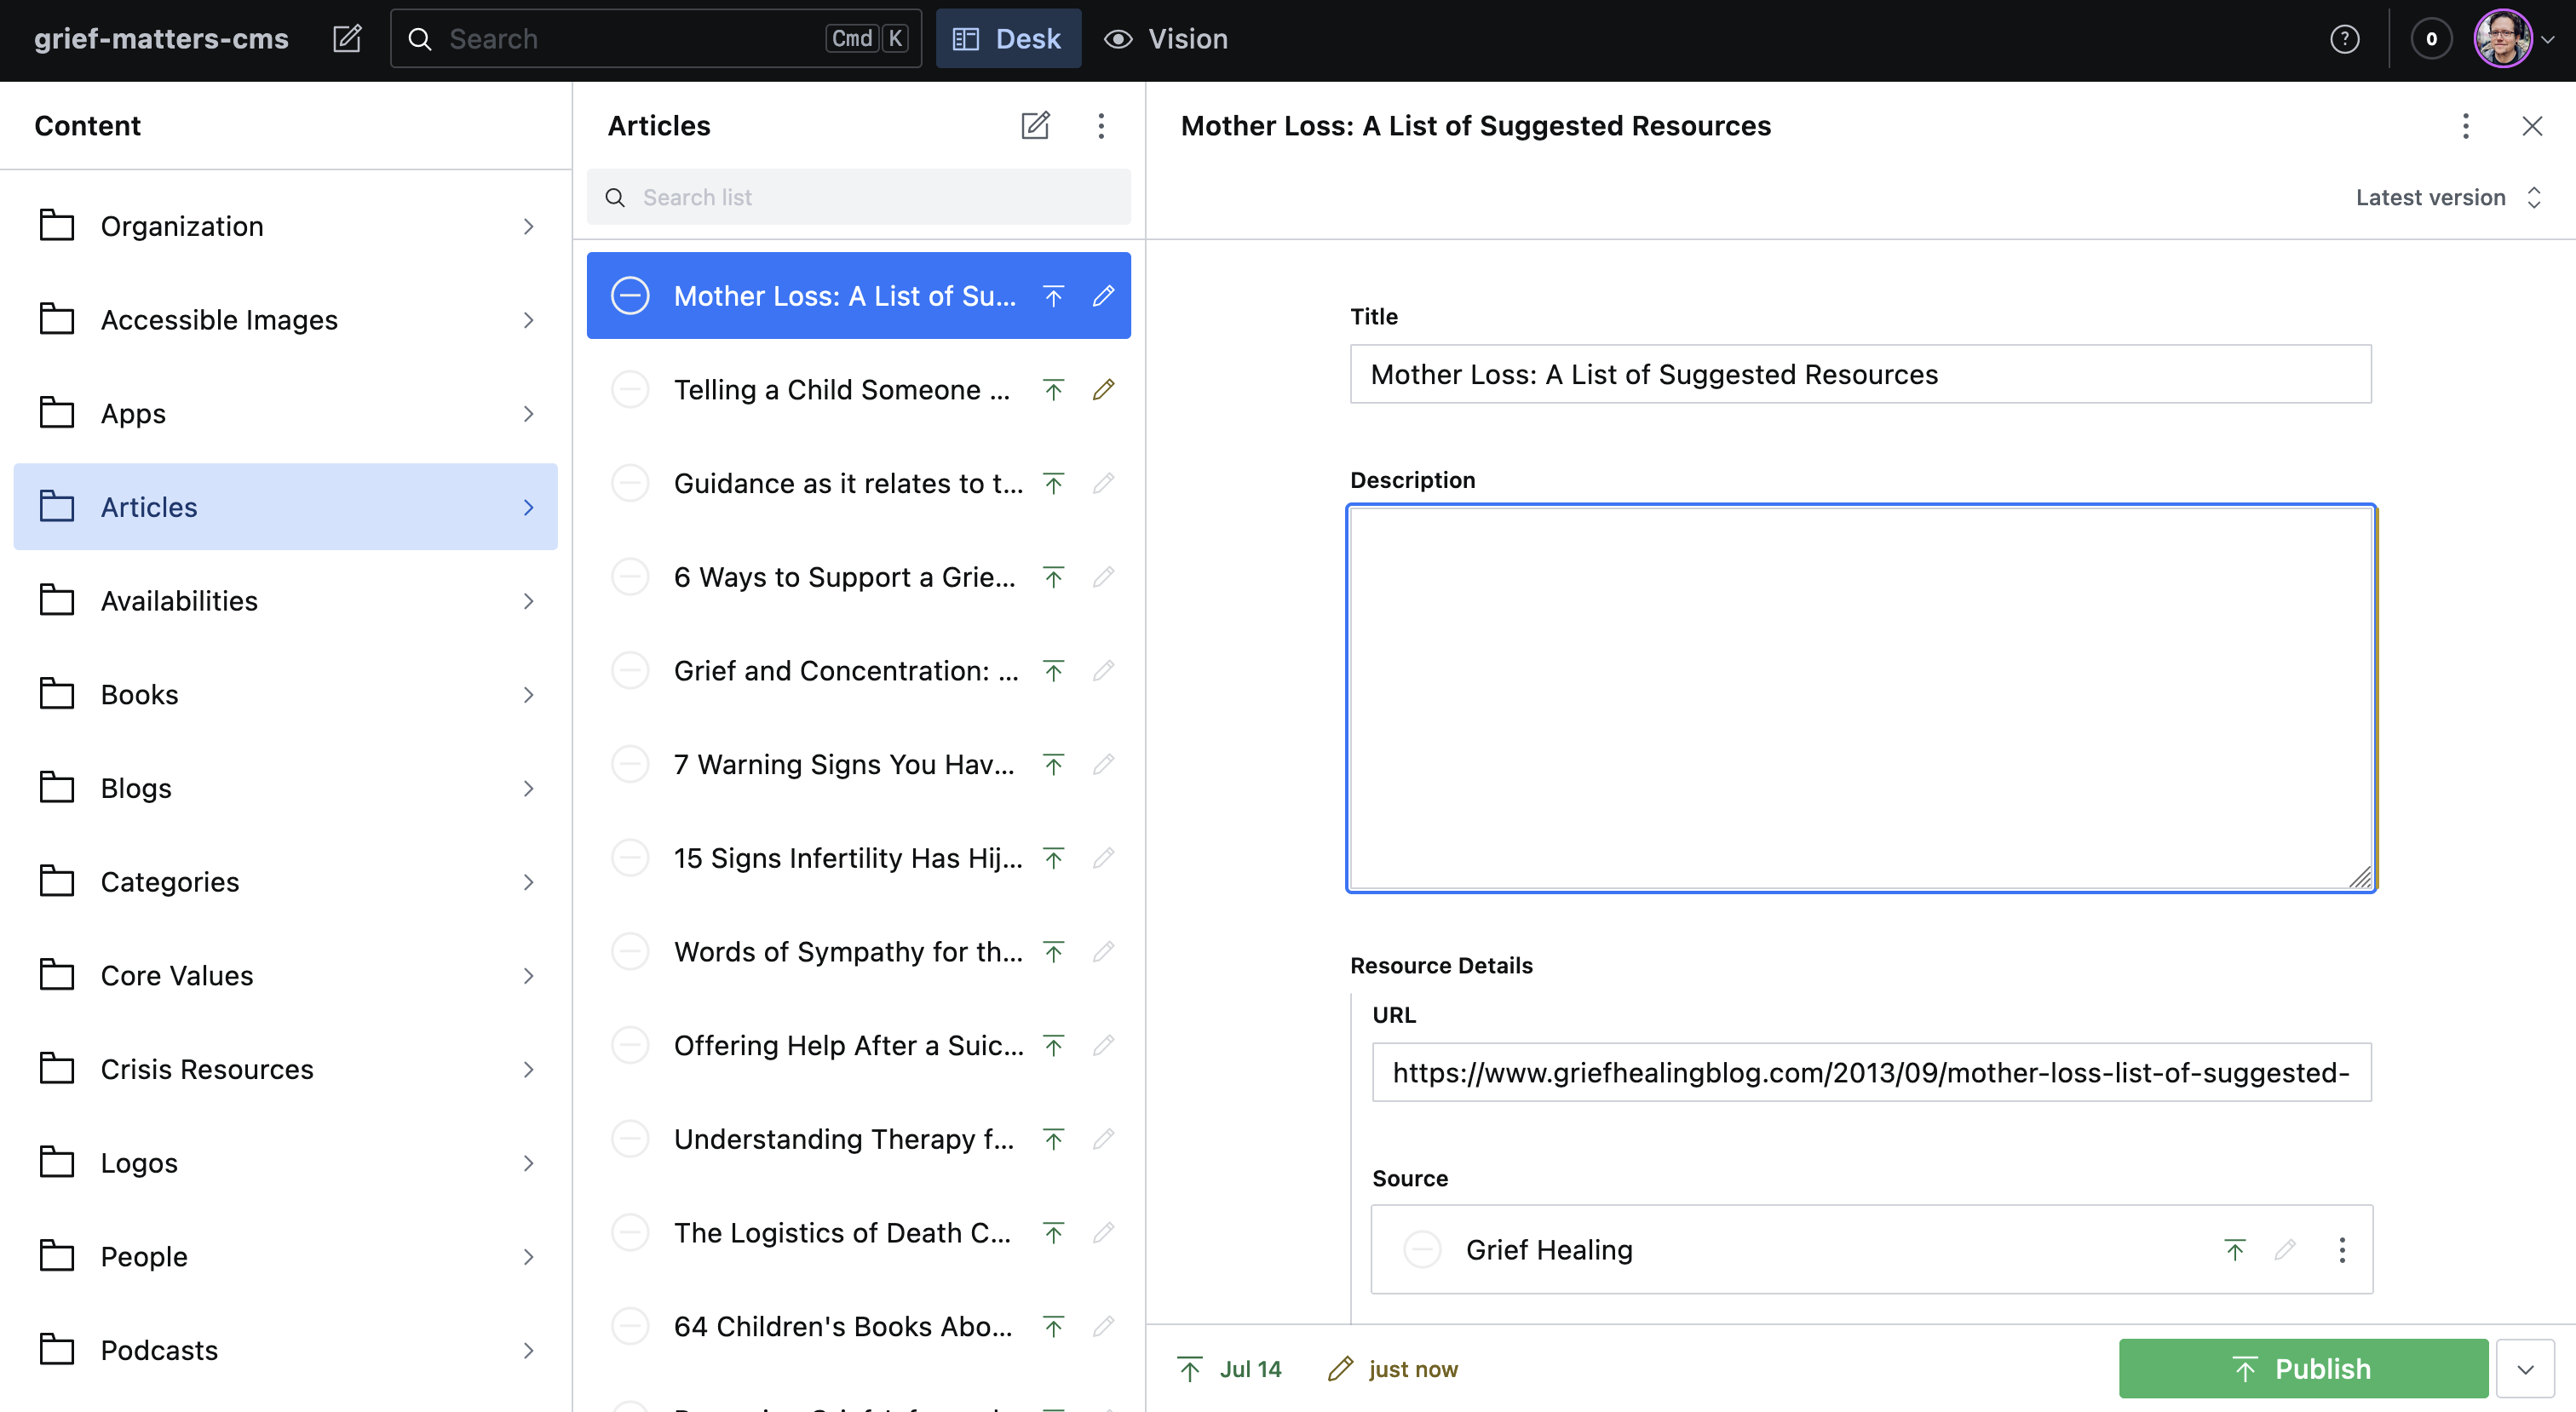 grief-matters-cms
Search
Cmd K
Desk
Vision
?
0
Content
Organization
Accessible Images
Apps
Articles
Availabilities
Books
Blogs
Categories
Core Values
Crisis Resources
Logos
People
Podcasts
Articles
Search list
Mother Loss: A List of Su...
Telling a Child Someone ...
Guidance as it relates to t...
6 Ways to Support a Grie...
Grief and Concentration: ...
7 Warning Signs You Hav...
15 Signs Infertility Has Hij...
Words of Sympathy for th...
Offering Help After a Suic...
Understanding Therapy f...
The Logistics of Death C...
64 Children's Books Abo...
Mother Loss: A List of Suggested Resources
Latest version
Title
Mother Loss: A List of Suggested Resources
Description
Resource Details
URL
https://www.griefhealingblog.com/2013/09/mother-loss-list-of-suggested-
Source
Grief Healing
Jul 14
just now
Publish